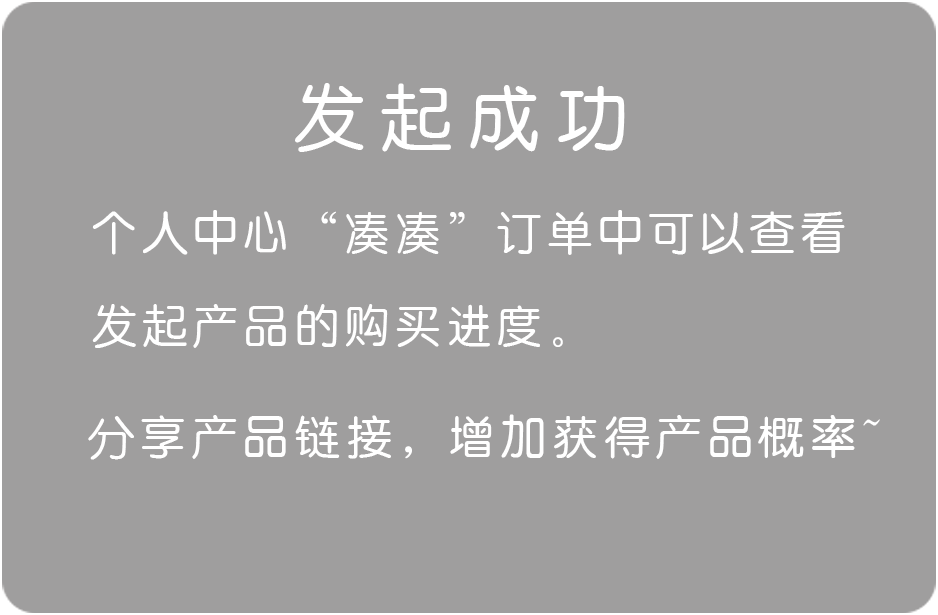 发起成功
个人中心“凑凑”订单中可以查看
发起产品的购买进度。
分享产品链接，增加获得产品概率~